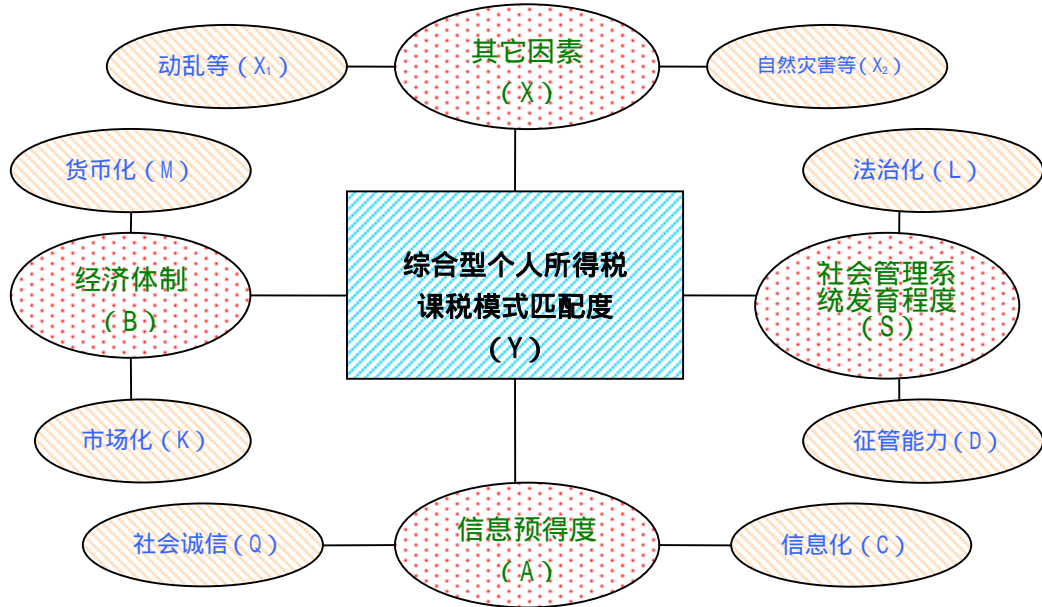 其它因素
(X)
动乱等(X₁)
自然灾害等(X₂)
货币化(M)
法治化(L)
综合型个人所得税
课税模式匹配度
(Y)
经济体制
(B)
社会管理系
统发育程度
(S)
市场化(K)
征管能力(D)
信息预得度
(A)
社会诚信(Q)
信息化(C)